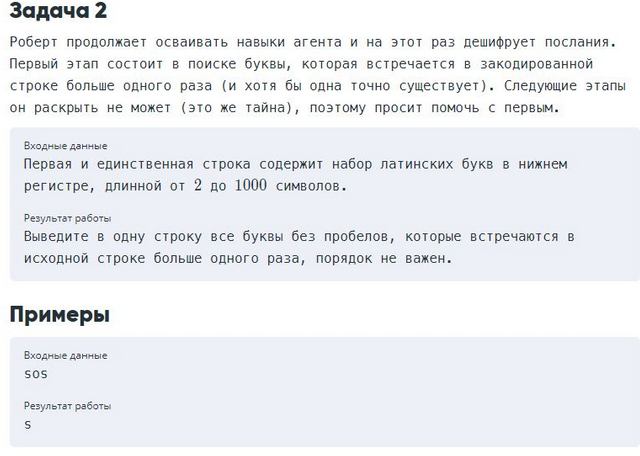 Задача 2
Роберт продолжает осваивать навыки агента и на этот раз дешифрует послания.
Первый этап состоит в поиске буквы, которая встречается в закодированной
строке больше одного раза (и хотя бы одна точно существует). Следующие этапы
он раскрыть не может (это же тайна), поэтому просит помочь с первым.
Входные данные
Первая и единственная строка содержит набор латинских букв в нижнем
регистре, длинной от 2 до 1000 символов.
Результат работы
Выведите в одну строку все буквы без пробелов, которые встречаются в
исходной строке больше одного раза, порядок не важен.
Примеры
Входные данные
sos
Результат работы
s